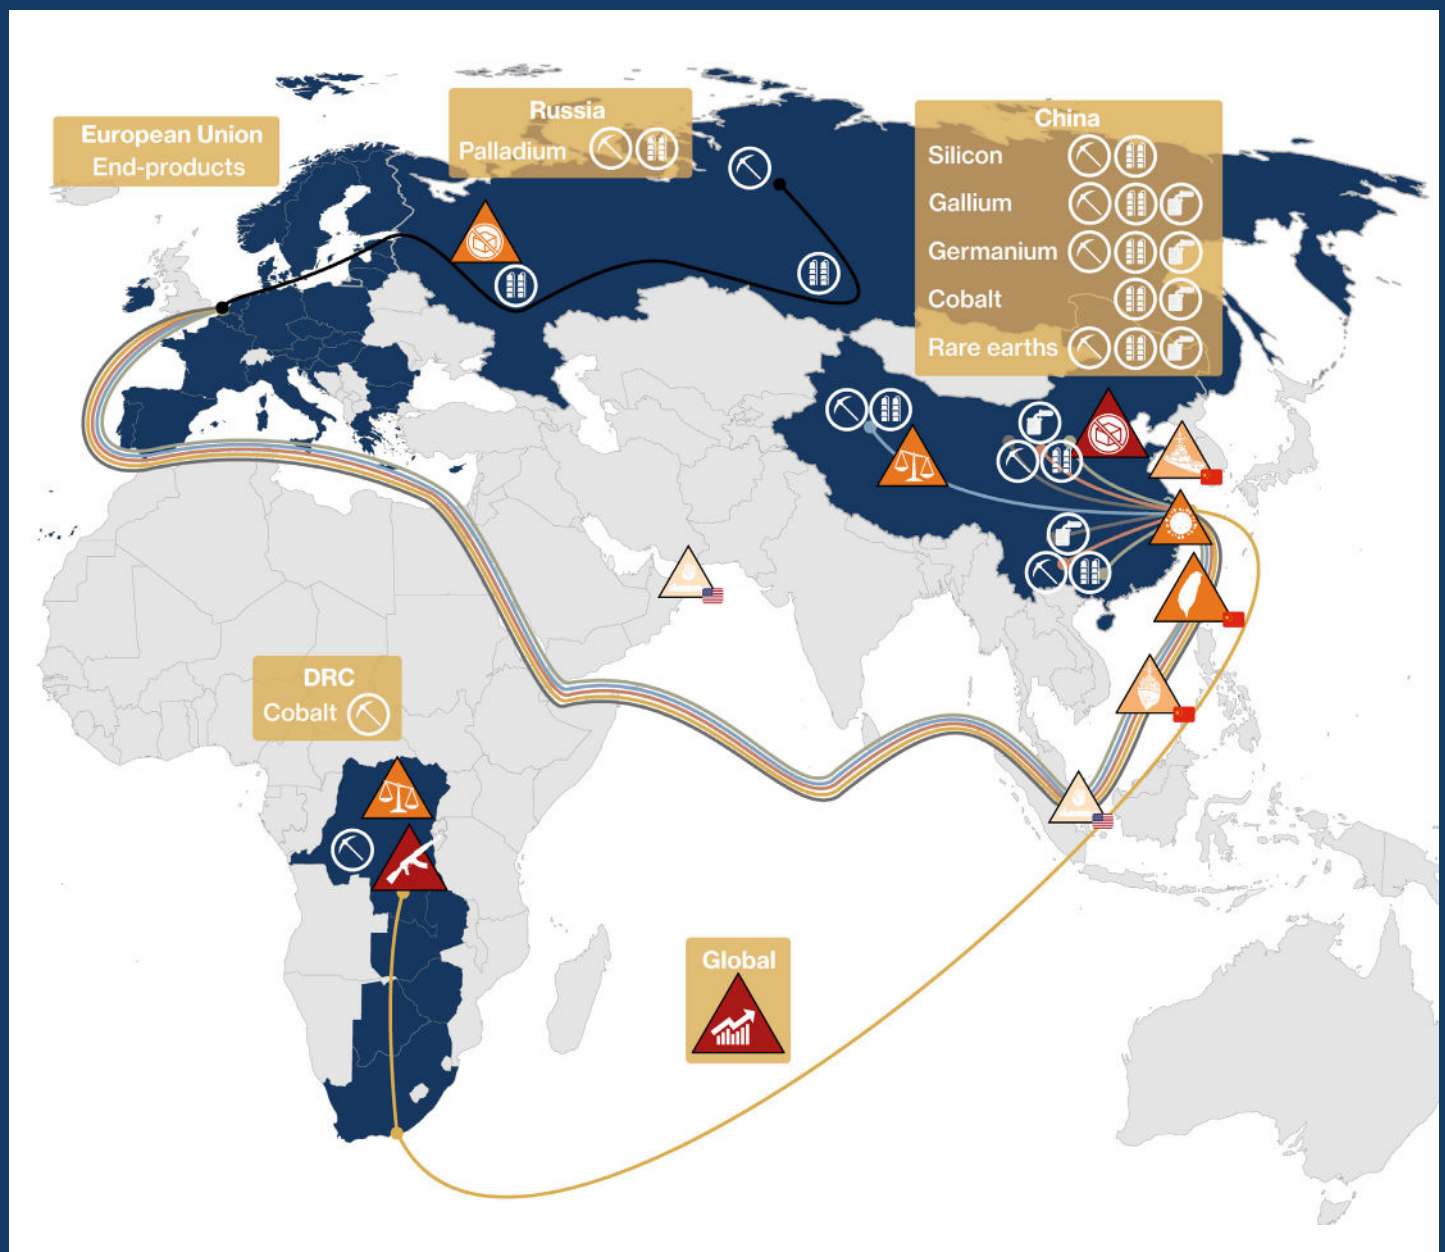 European Union
End-products
Russia
Palladium
China
Silicon
Gallium
Germanium
Cobalt
Rare earths
DRC
Cobalt
Global